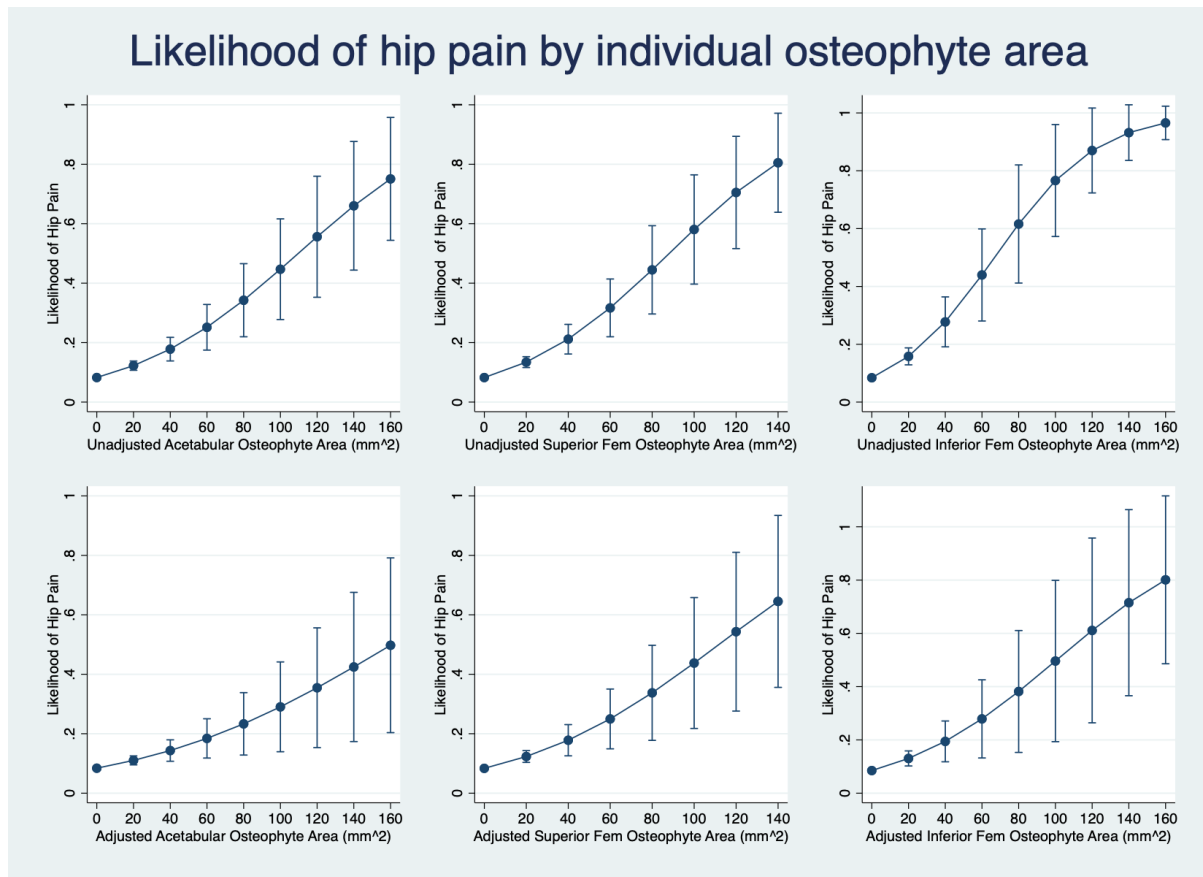 Likelihood of hip pain by individual osteophyte area
Likelihood of Hip Pain
1
.8
.6
.4
.2
0
0 20 40 60 80 100 120 140 160
Unadjusted Acetabular Osteophyte Area (mm^2)
Likelihood of Hip Pain
1
.8
.6
.4
.2
0
0 20 40 60 80 100 120 140
Unadjusted Superior Fem Osteophyte Area (mm^2)
Likelihood of Hip Pain
1
.8
.6
.4
.2
0
0 20 40 60 80 100 120 140 160
Unadjusted Inferior Fem Osteophyte Area (mm^2)
Likelihood of Hip Pain
1
.8
.6
.4
.2
0
0 20 40 60 80 100 120 140 160
Adjusted Acetabular Osteophyte Area (mm^2)
Likelihood of Hip Pain
1
.8
.6
.4
.2
0
0 20 40 60 80 100 120 140
Adjusted Superior Fem Osteophyte Area (mm^2)
Likelihood of Hip Pain
1
.8
.6
.4
.2
0
0 20 40 60 80 100 120 140 160
Adjusted Inferior Fem Osteophyte Area (mm^2)